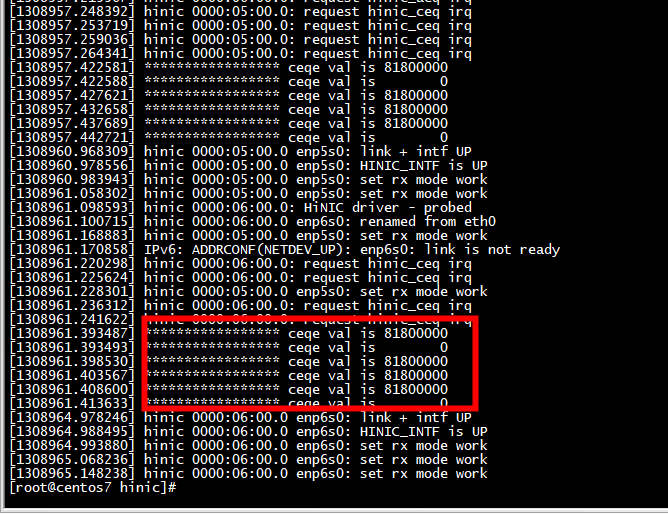 [1308957.248392] hinic 0000:05:00.0: request hinic_ceq irq
[1308957.253719] hinic 0000:05:00.0: request hinic_ceq irq
[1308957.259036] hinic 0000:05:00.0: request hinic_ceq irq
[1308957.264341] hinic 0000:05:00.0: request hinic_ceq irq
[1308957.422581] ***************** ceqe val is 81800000
[1308957.422588] ***************** ceqe val is        0
[1308957.427621] ***************** ceqe val is 81800000
[1308957.432658] ***************** ceqe val is 81800000
[1308957.437689] ***************** ceqe val is 81800000
[1308957.442721] ***************** ceqe val is        0
[1308960.968309] hinic 0000:05:00.0 enp5s0: link + intf UP
[1308960.978556] hinic 0000:05:00.0 enp5s0: HINIC_INTF is UP
[1308960.983943] hinic 0000:05:00.0 enp5s0: set rx mode work
[1308961.058302] hinic 0000:05:00.0 enp5s0: set rx mode work
[1308961.098593] hinic 0000:06:00.0: HiNIC driver - probed
[1308961.100715] hinic 0000:06:00.0 enp6s0: renamed from eth0
[1308961.168883] hinic 0000:05:00.0 enp5s0: set rx mode work
[1308961.170858] IPv6: ADDRCONF(NETDEV_UP): enp6s0: link is not ready
[1308961.220298] hinic 0000:06:00.0: request hinic_ceq irq
[1308961.225624] hinic 0000:06:00.0: request hinic_ceq irq
[1308961.228301] hinic 0000:05:00.0 enp5s0: set rx mode work
[1308961.236312] hinic 0000:06:00.0: request hinic_ceq irq
[1308961.241622] hinic 0000:06:00.0: request hinic_ceq irq
[1308961.393487] ***************** ceqe val is 81800000
[1308961.393493] ***************** ceqe val is        0
[1308961.398530] ***************** ceqe val is 81800000
[1308961.403567] ***************** ceqe val is 81800000
[1308961.408600] ***************** ceqe val is 81800000
[1308961.413633] ***************** ceqe val is        0
[1308964.978246] hinic 0000:06:00.0 enp6s0: link + intf UP
[1308964.988495] hinic 0000:06:00.0 enp6s0: HINIC_INTF is UP
[1308964.993880] hinic 0000:06:00.0 enp6s0: set rx mode work
[1308965.068236] hinic 0000:06:00.0 enp6s0: set rx mode work
[1308965.148238] hinic 0000:06:00.0 enp6s0: set rx mode work
[root@centos7 hinic]#